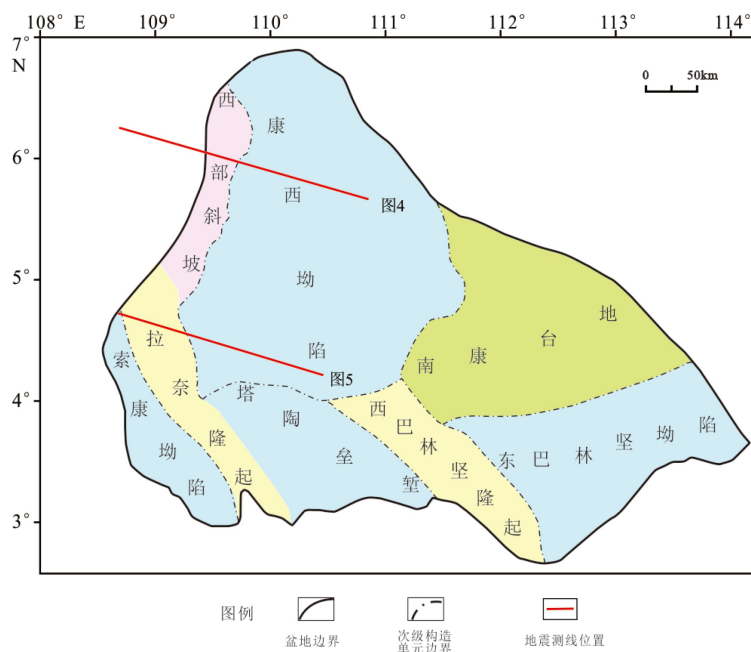 108° E 109° 110° 111° 112° 113° 114°
7°
N
6°
5°
4°
3°
0 50km
西部斜坡
康西坳陷
图4
南康台地
拉奈隆起
图5
索康坳陷
塔陶垒堑
西巴林坚隆起
东巴林坚坳陷
图例
盆地边界
次级构造
单元边界
地震测线位置